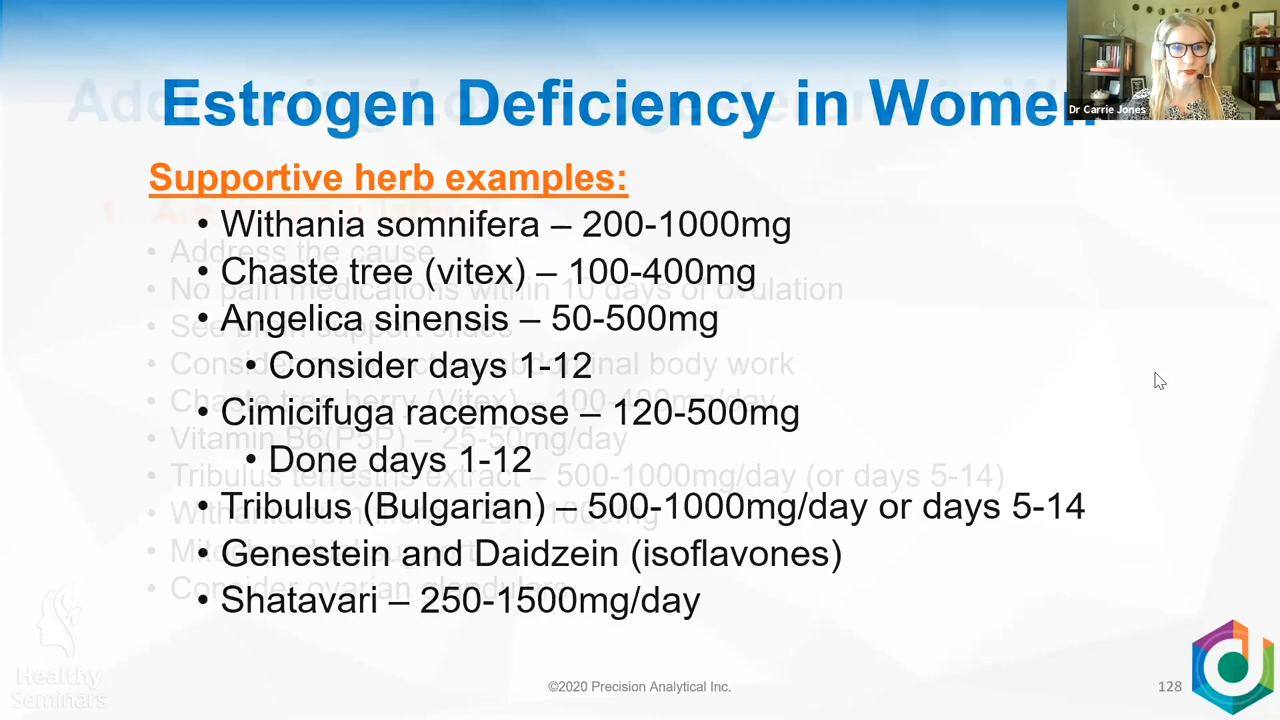 Estrogen Deficiency in Women
Dr Carrie Jones
Supportive herb examples:
• Withania somnifera – 200-1000mg
• Chaste tree (vitex) – 100-400mg
• Angelica sinensis – 50-500mg
• Consider days 1-12
• Cimicifuga racemose – 120-500mg
• Done days 1-12
• Tribulus (Bulgarian) – 500-1000mg/day or days 5-14
• Genestein and Daidzein (isoflavones)
• Shatavari – 250-1500mg/day
Healthy
Seminars
©2020 Precision Analytical Inc.
128